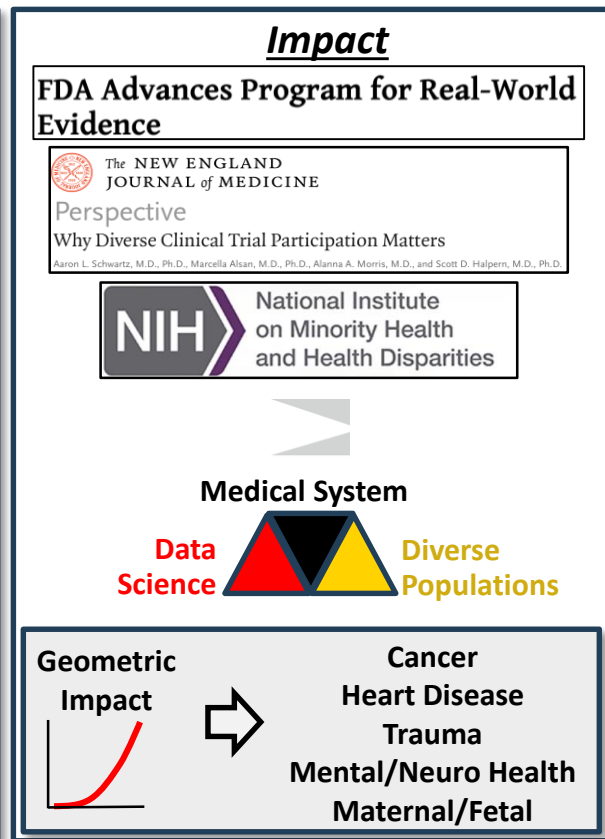 Impact
FDA Advances Program for Real-World
Evidence
The NEW ENGLAND
JOURNAL of MEDICINE
Perspective
Why Diverse Clinical Trial Participation Matters
Aaron L. Schwartz, M.D., Ph.D., Marcella Alsan, M.D., Ph.D., Alanna A. Morris, M.D., and Scott D. Halpern, M.D., Ph.D.
NIH
National Institute
on Minority Health
and Health Disparities
Medical System
Data
Science
Diverse
Populations
Geometric
Impact
Cancer
Heart Disease
Trauma
Mental/Neuro Health
Maternal/Fetal